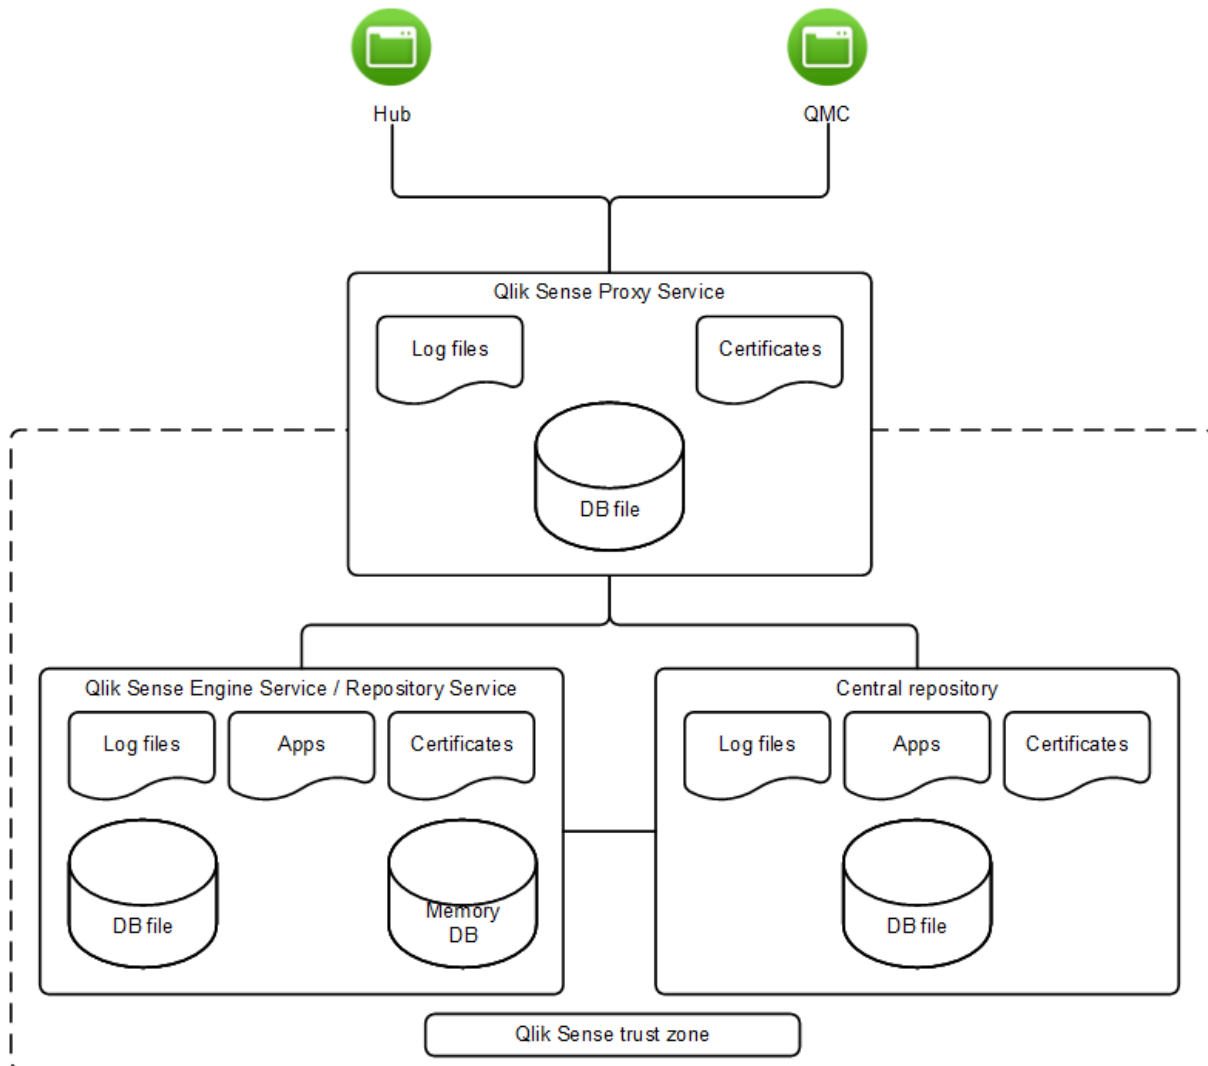 Hub
QMC
Qlik Sense Proxy Service
Log files
Certificates
DB file
Qlik Sense Engine Service / Repository Service
Log files
Apps
Certificates
DB file
Memory
DB
Central repository
Log files
Apps
Certificates
DB file
Qlik Sense trust zone